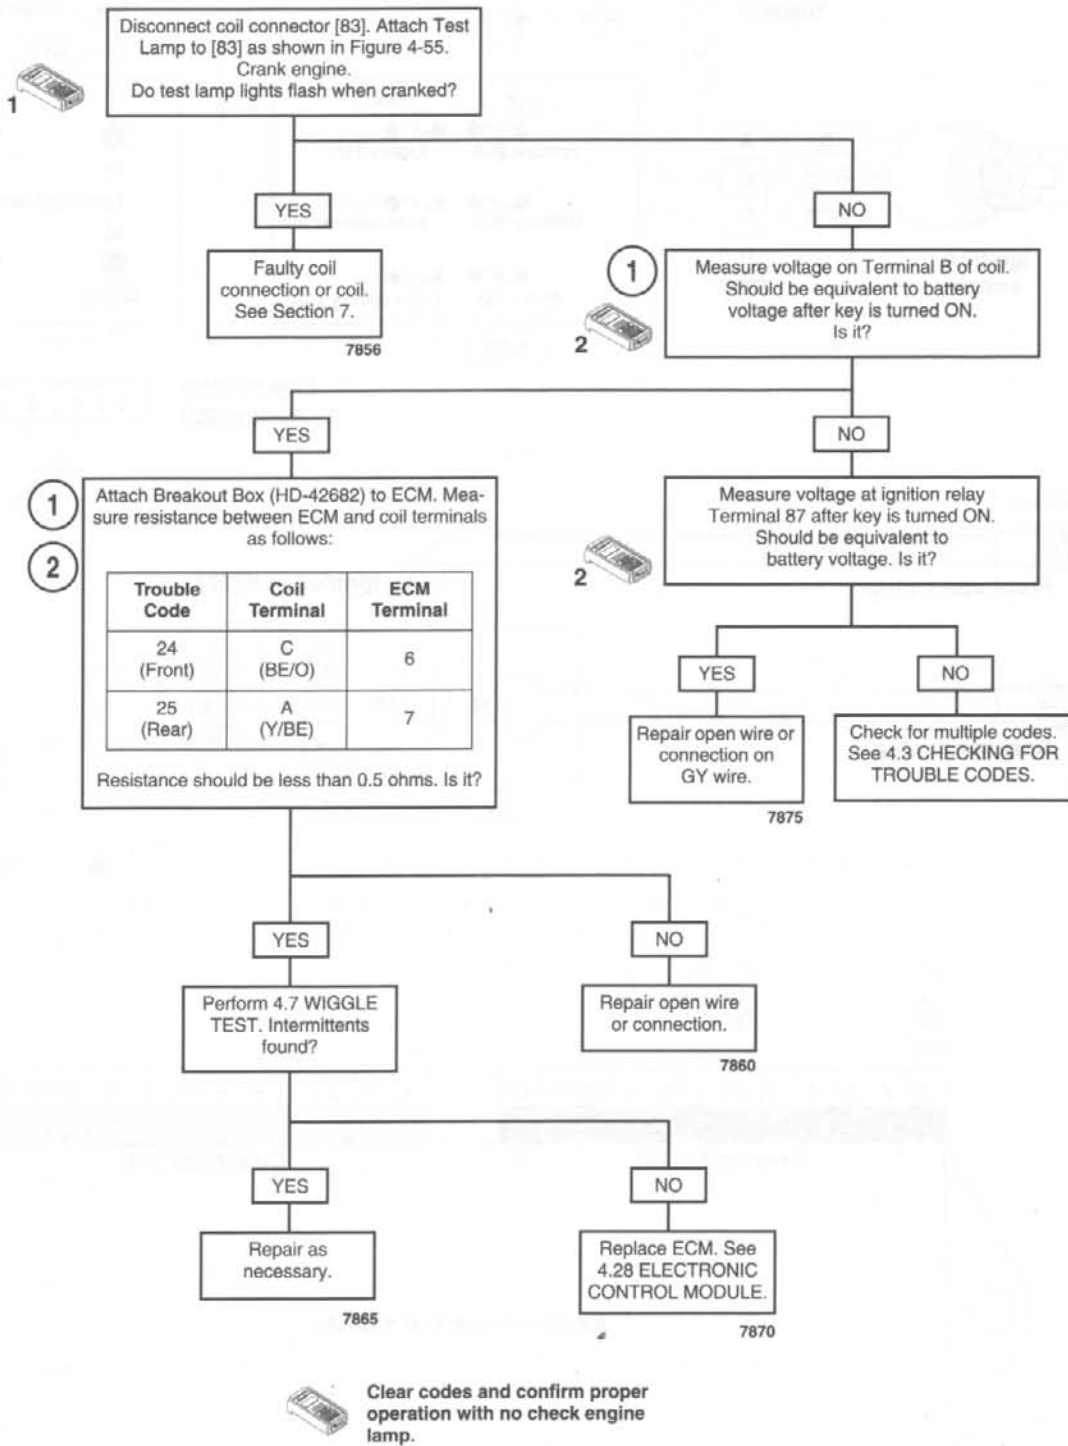 Disconnect coil connector [83]. Attach Test
Lamp to [83] as shown in Figure 4-55.
Crank engine.
Do test lamp lights flash when cranked?
1
YES
NO
Faulty coil
connection or coil.
See Section 7.
7856
1
2
Measure voltage on Terminal B of coil.
Should be equivalent to battery
voltage after key is turned ON.
Is it?
YES
NO
1
2
Attach Breakout Box (HD-42682) to ECM. Mea-
sure resistance between ECM and coil terminals
as follows:
Trouble Code
Coil Terminal
ECM Terminal
24 (Front)
C (BE/O)
6
25 (Rear)
A (Y/BE)
7
Resistance should be less than 0.5 ohms. Is it?
2
Measure voltage at ignition relay
Terminal 87 after key is turned ON.
Should be equivalent to
battery voltage. Is it?
YES
NO
Repair open wire or
connection on
GY wire.
7875
Check for multiple codes.
See 4.3 CHECKING FOR
TROUBLE CODES.
YES
NO
Perform 4.7 WIGGLE
TEST. Intermittents
found?
Repair open wire
or connection.
7860
YES
NO
Repair as
necessary.
7865
Replace ECM. See
4.28 ELECTRONIC
CONTROL MODULE.
7870
Clear codes and confirm proper
operation with no check engine
lamp.